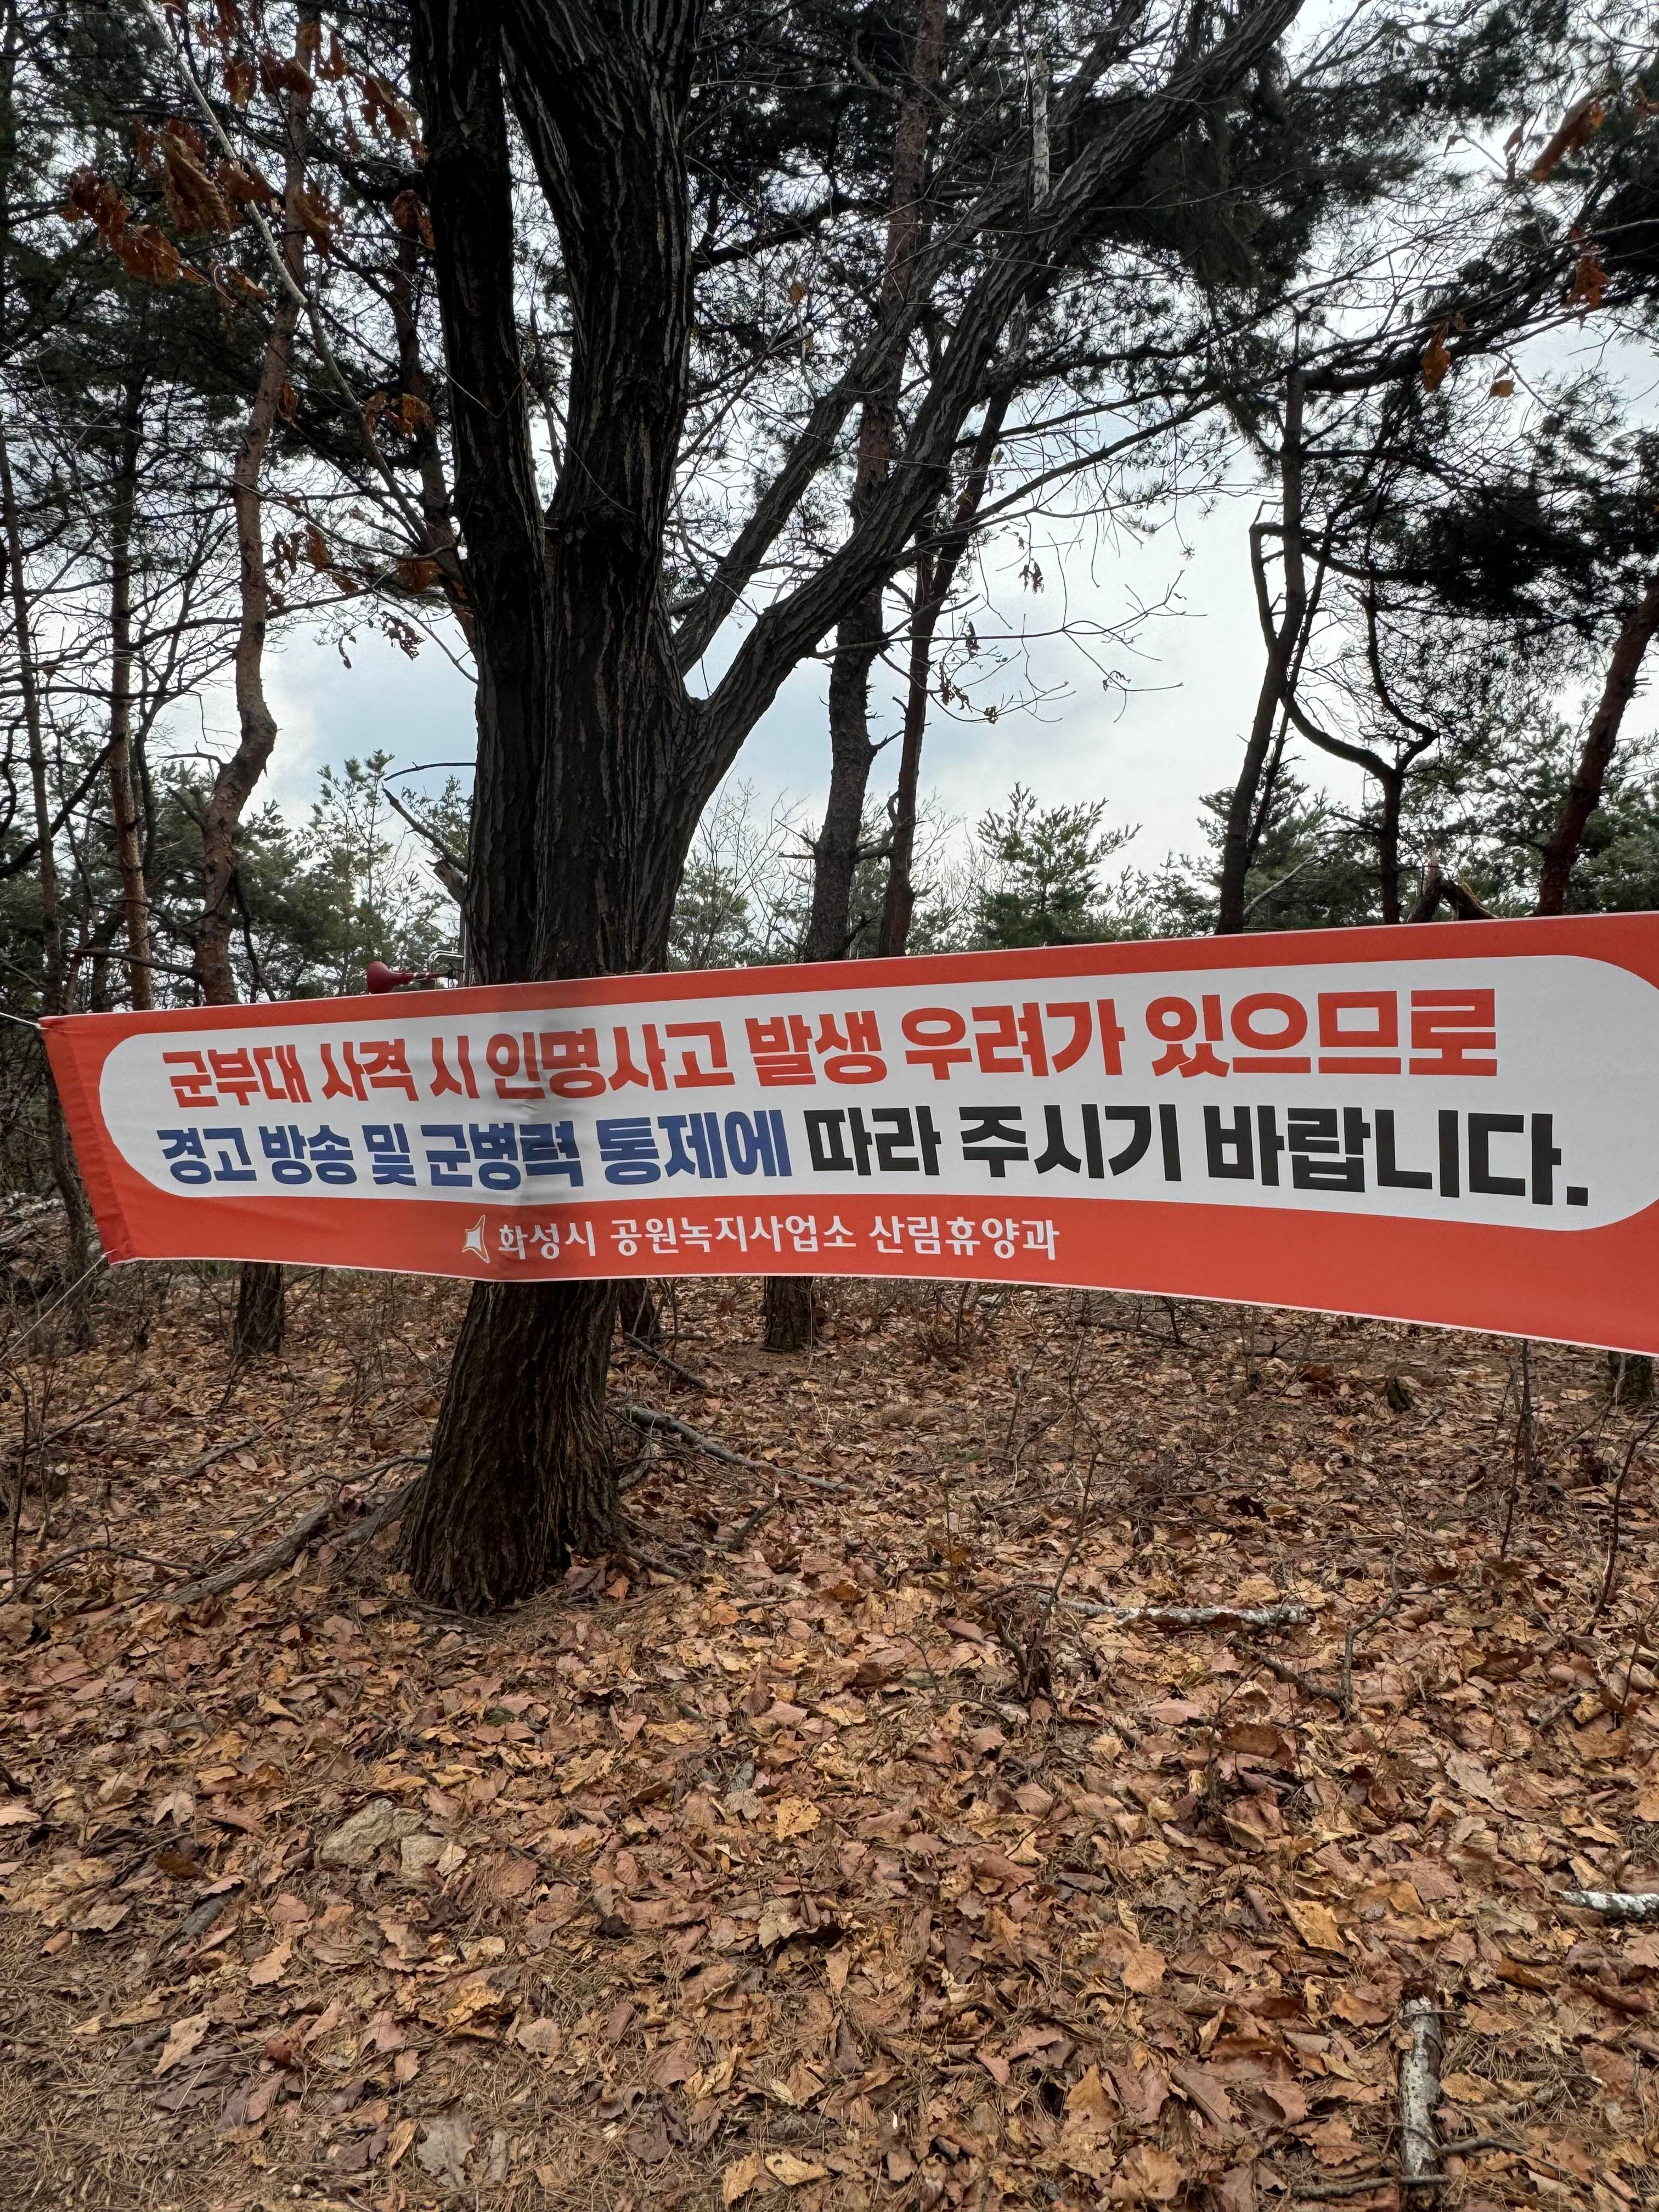 군부대 사격 시 인명사고 발생 우려가 있으므로
경고 방송 및 군병력 통제에 따라 주시기 바랍니다.
화성시 공원녹지사업소 산림휴양과